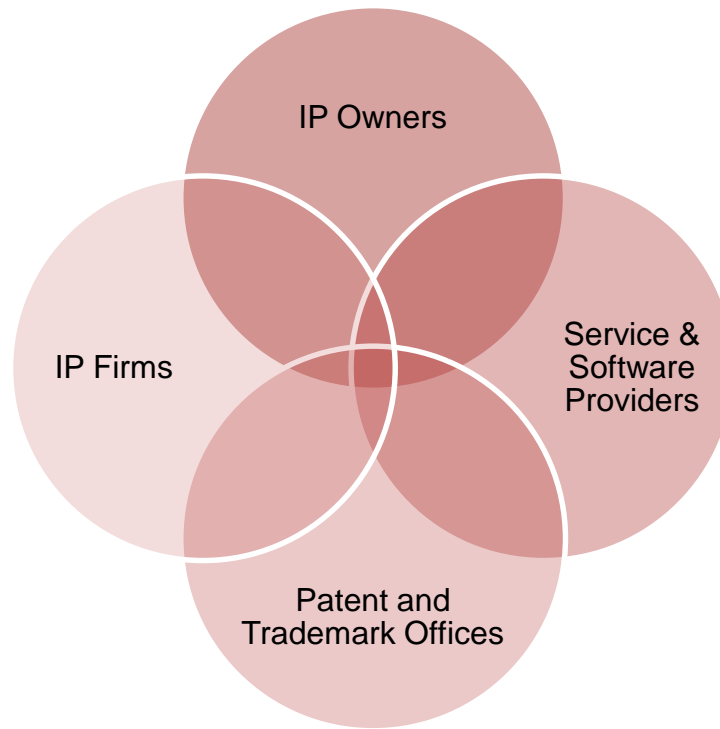 IP Owners
IP Firms
Service &
Software
Providers
Patent and
Trademark Offices